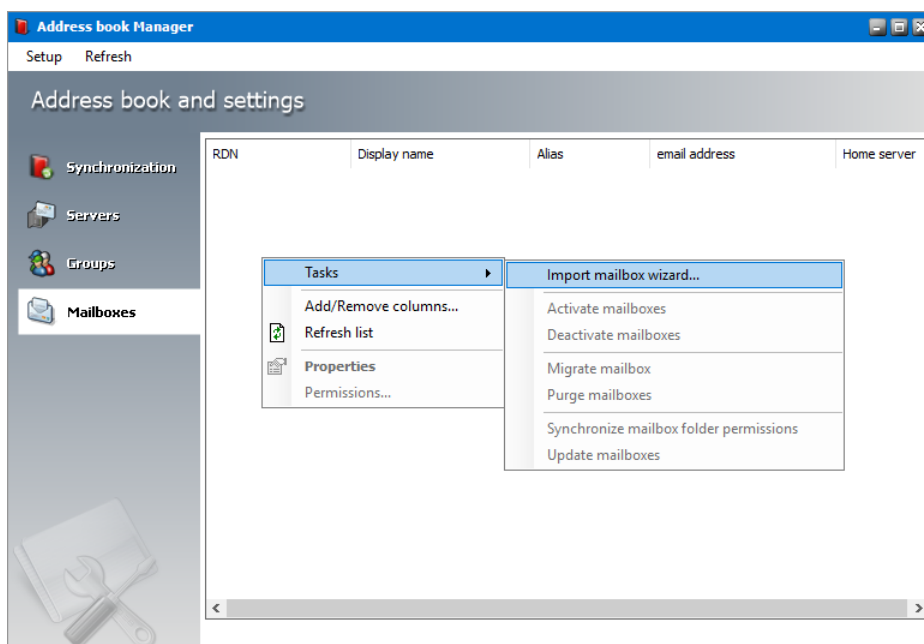 Address book Manager
Setup Refresh
Address book and settings
Synchronization
Servers
Groups
Mailboxes
RDN Display name Alias email address Home server
Tasks
Add/Remove columns...
Refresh list
Properties
Permissions...
Import mailbox wizard...
Activate mailboxes
Deactivate mailboxes
Migrate mailbox
Purge mailboxes
Synchronize mailbox folder permissions
Update mailboxes